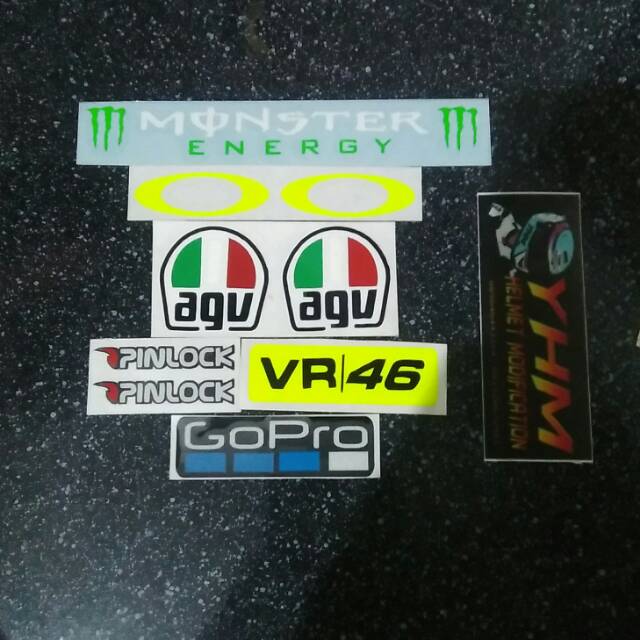 MONSTER
ENERGY
agv agv
PINLOCK
PINLOCK
VR|46
GoPro
YHM
HELMET MODIFICATION